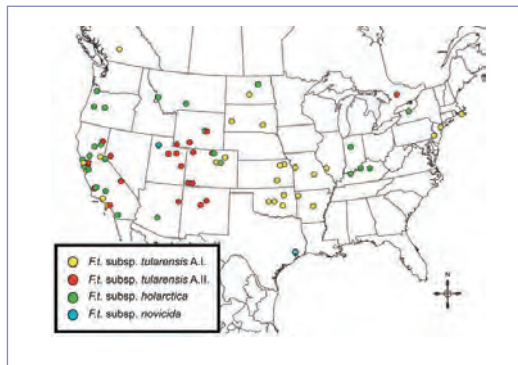 N
F.t. subsp. tularensis A.I.
F.t. subsp. tularensis A.II.
F.t. subsp. holarctica
F.t. subsp. novicida